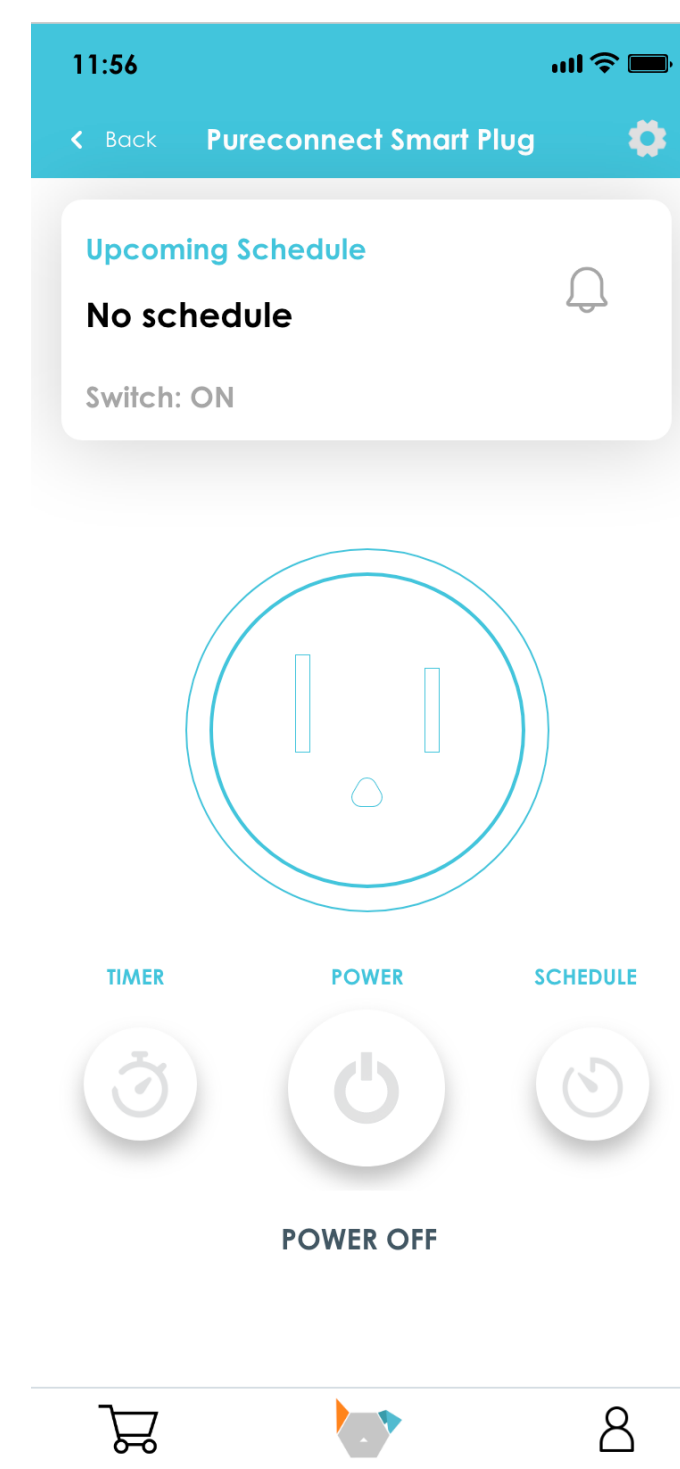 11:56
Back Pureconnect Smart Plug
Upcoming Schedule
No schedule
Switch: ON
TIMER POWER SCHEDULE
POWER OFF